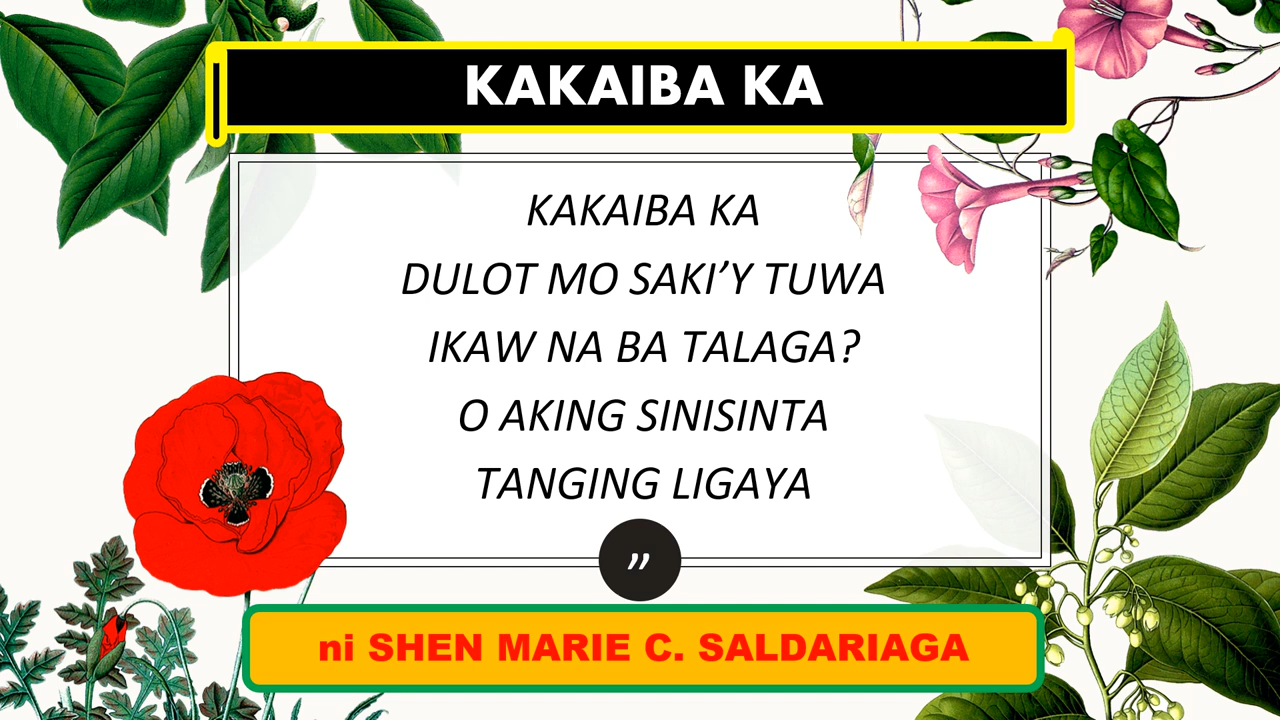 KAKAIBA KA
KAKAIBA KA
DULOT MO SAKI’Y TUWA
IKAW NA BA TALAGA?
O AKING SINISINTA
TANGING LIGAYA
”
ni SHEN MARIE C. SALDARIAGA